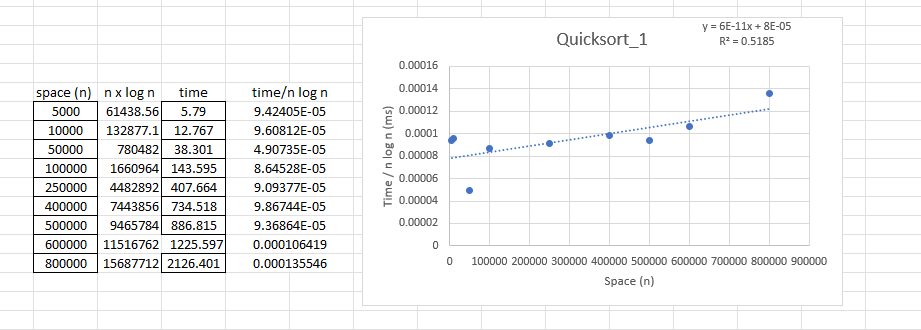 space (n) n x log n time time/n log n
5000 61438.56 5.79 9.42405E-05
10000 132877.1 12.767 9.60812E-05
50000 780482 38.301 4.90735E-05
100000 1660964 143.595 8.64528E-05
250000 4482892 407.664 9.09377E-05
400000 7443856 734.518 9.86744E-05
500000 9465784 886.815 9.36864E-05
600000 11516762 1225.597 0.000106419
800000 15687712 2126.401 0.000135546
Quicksort_1
y = 6E-11x + 8E-05
R² = 0.5185
Time / n log n (ms)
0.00016
0.00014
0.00012
0.0001
0.00008
0.00006
0.00004
0.00002
0
0 100000 200000 300000 400000 500000 600000 700000 800000 900000
Space (n)